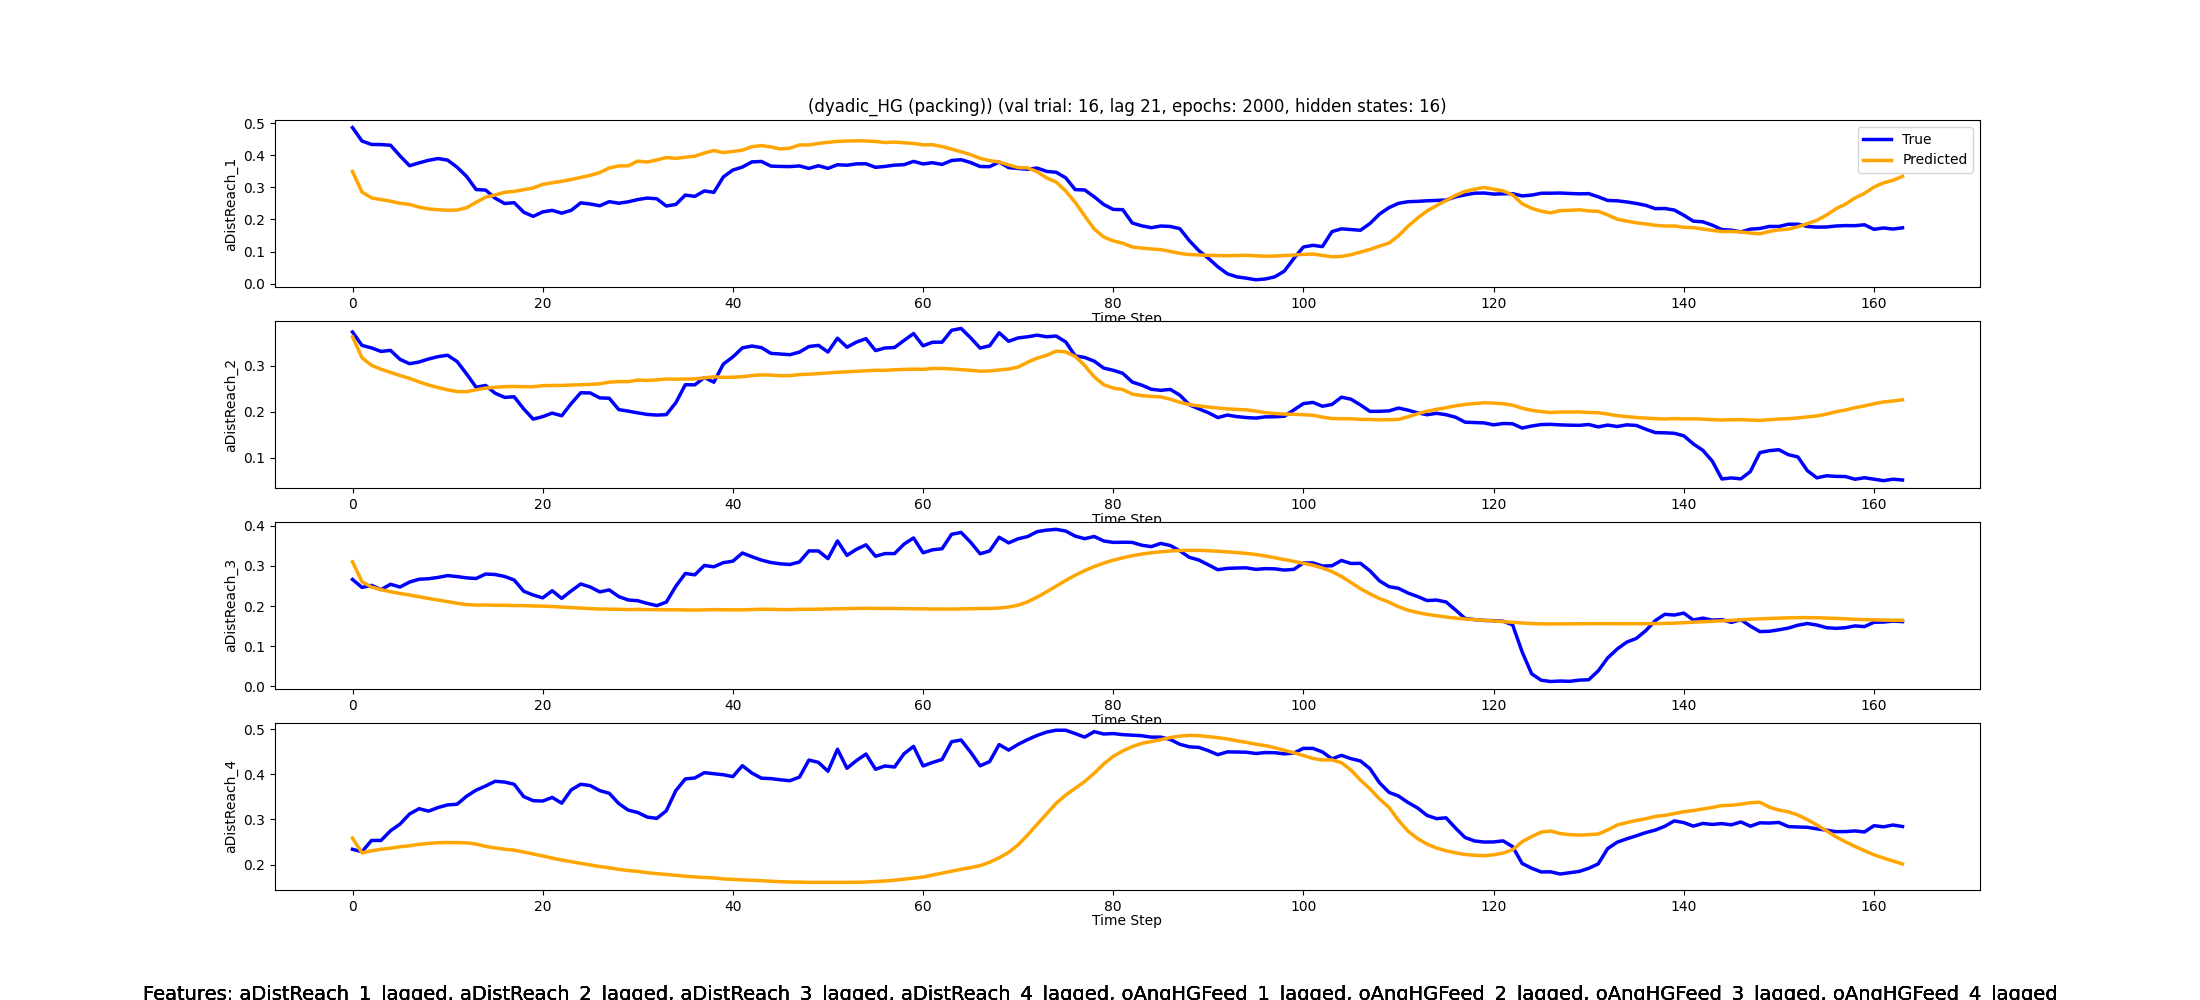 (dyadic_HG (packing)) (val trial: 16, lag 21, epochs: 2000, hidden states: 16)
aDistReach_1
0.5
0.4
0.3
0.2
0.1
0.0
True
Predicted
0 20 40 60 80 100 120 140 160
Time Step
aDistReach_2
0.3
0.2
0.1
0 20 40 60 80 100 120 140 160
Time Step
aDistReach_3
0.4
0.3
0.2
0.1
0.0
0 20 40 60 80 100 120 140 160
Time Step
aDistReach_4
0.5
0.4
0.3
0.2
0 20 40 60 80 100 120 140 160
Time Step
Features: aDistReach_1_lagged, aDistReach_2_lagged, aDistReach_3_lagged, aDistReach_4_lagged, oAngHGFeed_1_lagged, oAngHGFeed_2_lagged, oAngHGFeed_3_lagged, oAngHGFeed_4_lagged